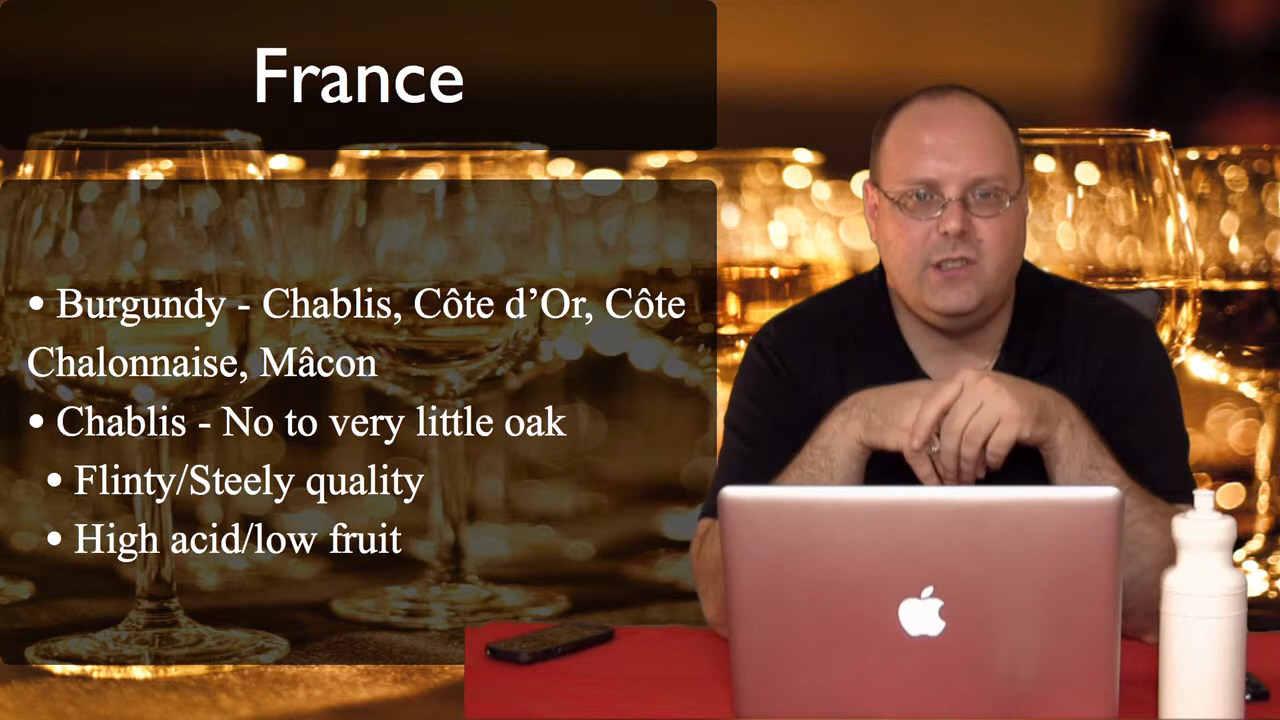 France
• Burgundy - Chablis, Côte d’Or, Côte
Chalonnaise, Mâcon
• Chablis - No to very little oak
• Flinty/Steely quality
• High acid/low fruit